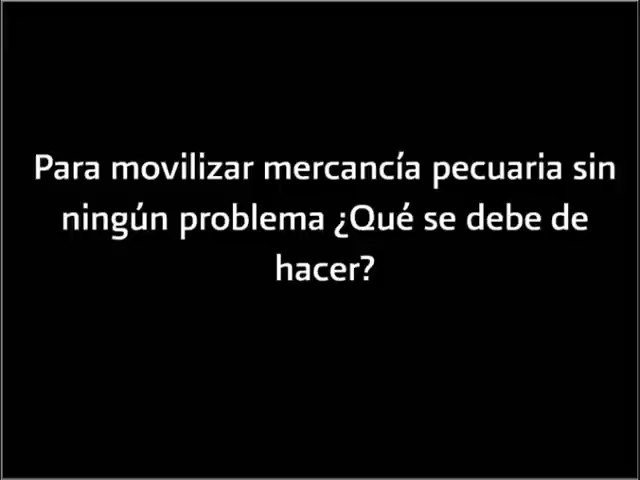 Para movilizar mercancía pecuaria sin
ningún problema ¿Qué se debe de
hacer?